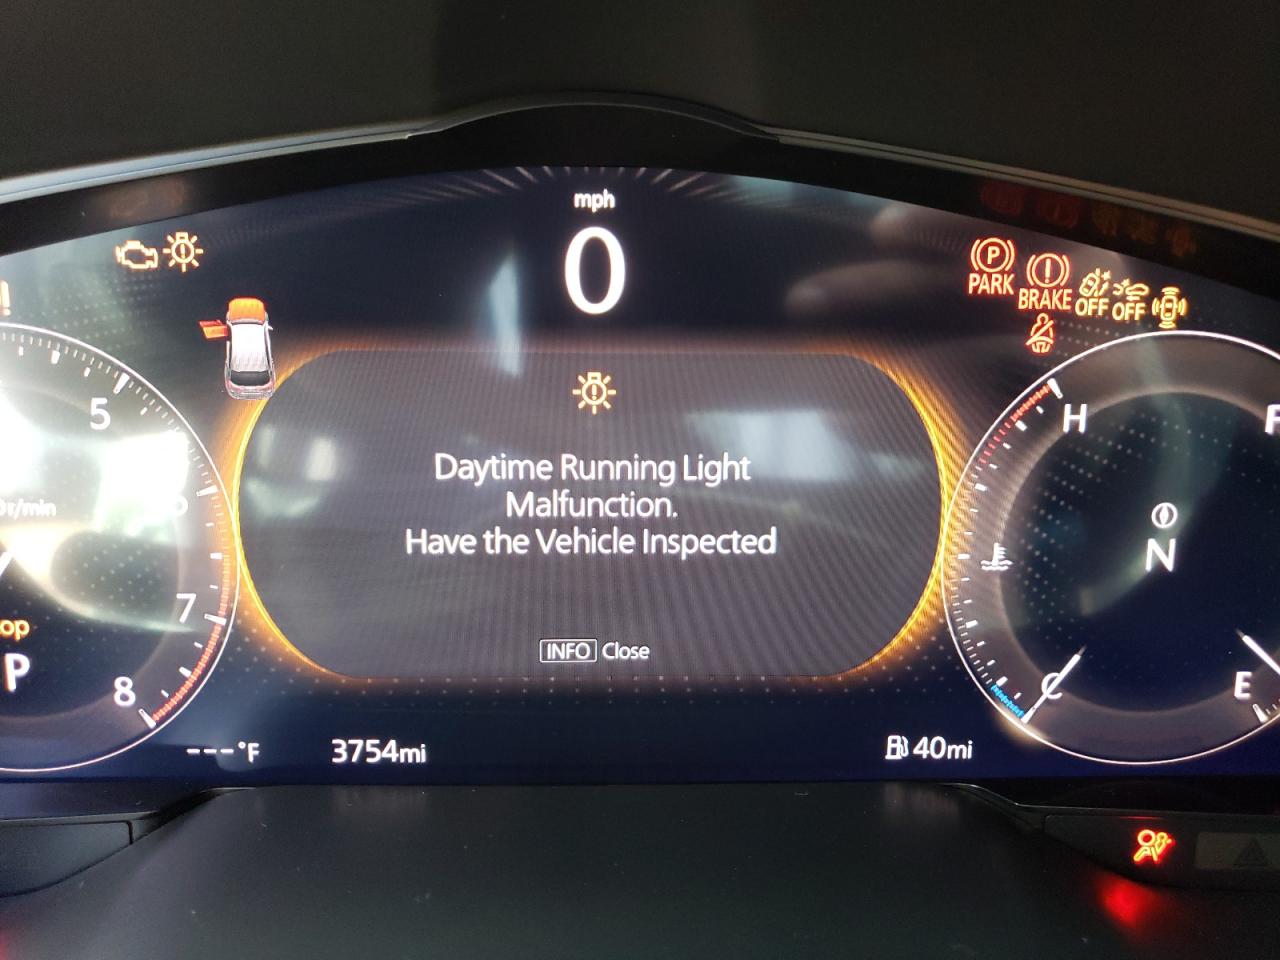 mph
0
PARK
BRAKE
OFF
OFF
5
H
Daytime Running Light
Malfunction.
Have the Vehicle Inspected
N
7
P
8
C
E
INFO Close
---°F
3754mi
40mi